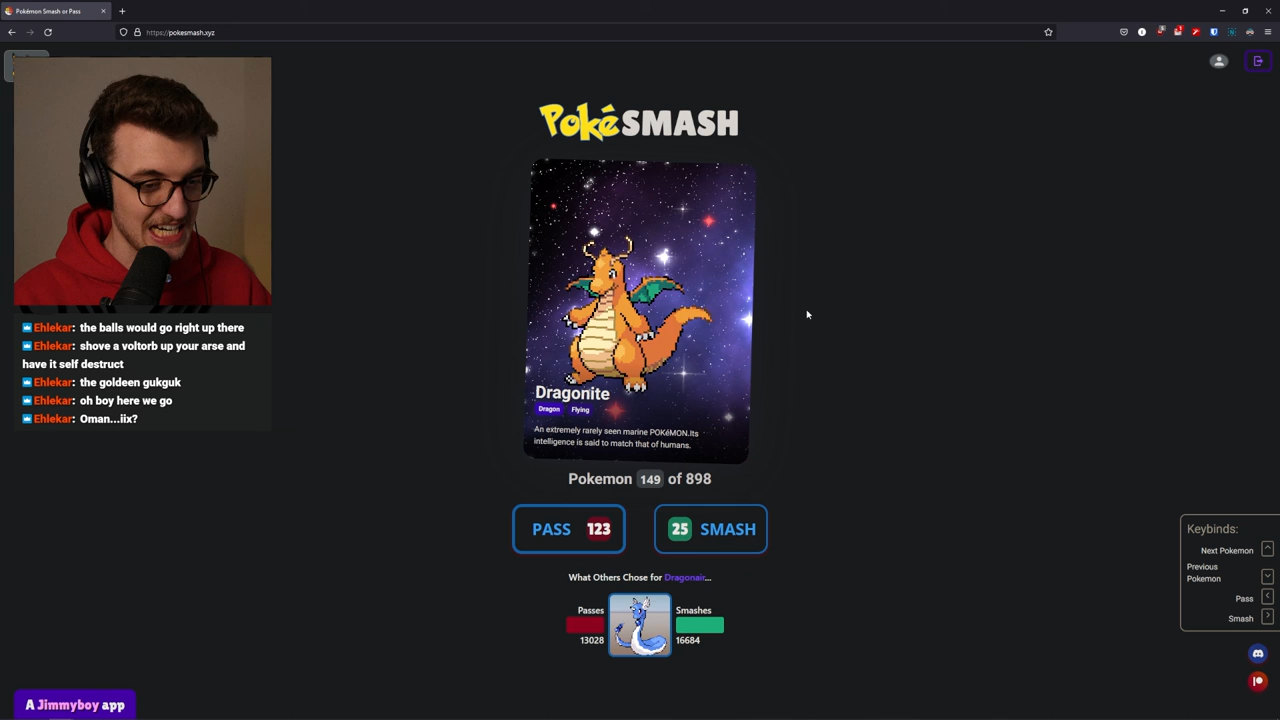 Pokémon Smash or Pass
https://pokesmash.xyz
PokéSMASH
Ehlekar: the balls would go right up there
Ehlekar: shove a voltorb up your arse and
have it self destruct
Ehlekar: the goldeen gukguk
Ehlekar: oh boy here we go
Ehlekar: Oman...iix?
Dragonite
Dragon Flying
An extremely rarely seen marine POKéMON.Its
intelligence is said to match that of humans.
Pokemon 149 of 898
PASS 123
25 SMASH
What Others Chose for Dragonair...
Passes
13028
Smashes
16684
Keybinds:
Next Pokemon
Previous
Pokemon
Pass
Smash
A Jimmyboy app